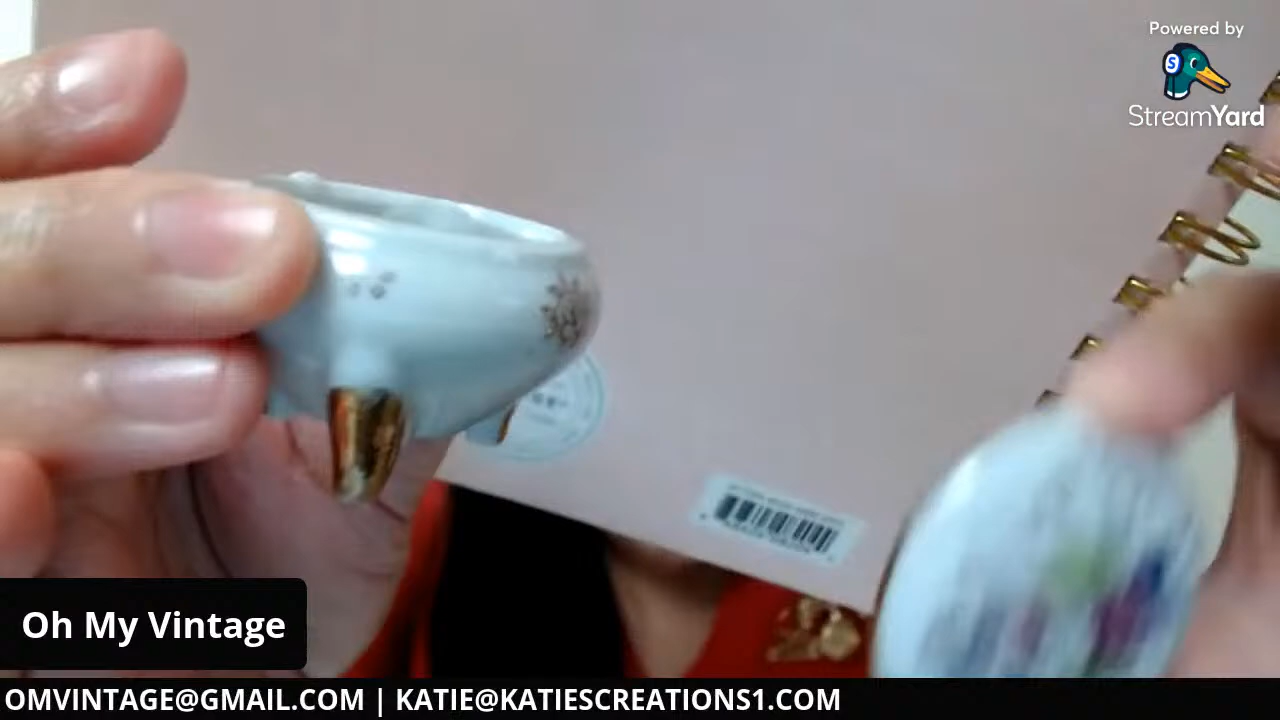 Powered by
S
StreamYard
Oh My Vintage
OMVINTAGE@GMAIL.COM | KATIE@KATIESCREATIONS1.COM